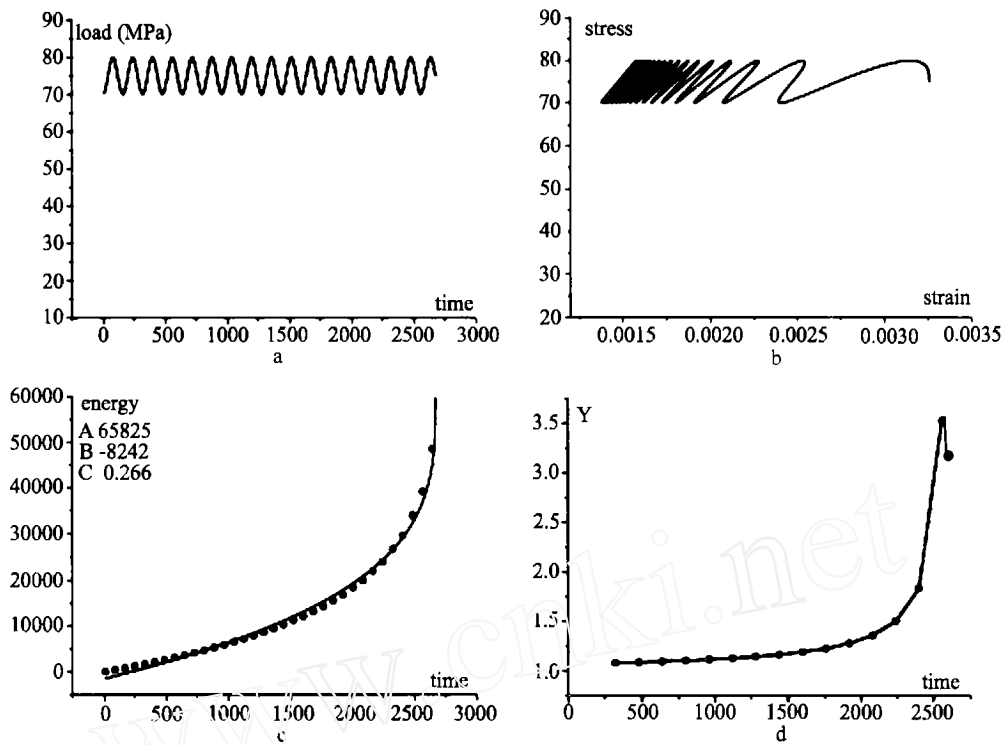 load (MPa)
90
80
70
60
50
40
30
20
10
time
0 500 1000 1500 2000 2500 3000
a
stress
90
80
70
60
50
40
30
20
strain
0.0015 0.0020 0.0025 0.0030 0.0035
b
energy
A 65825
B -8242
C 0.266
60000
50000
40000
30000
20000
10000
0
time
0 500 1000 1500 2000 2500 3000
c
Y
3.5
3.0
2.5
2.0
1.5
1.0
time
0 500 1000 1500 2000 2500
d
www.cnki.net